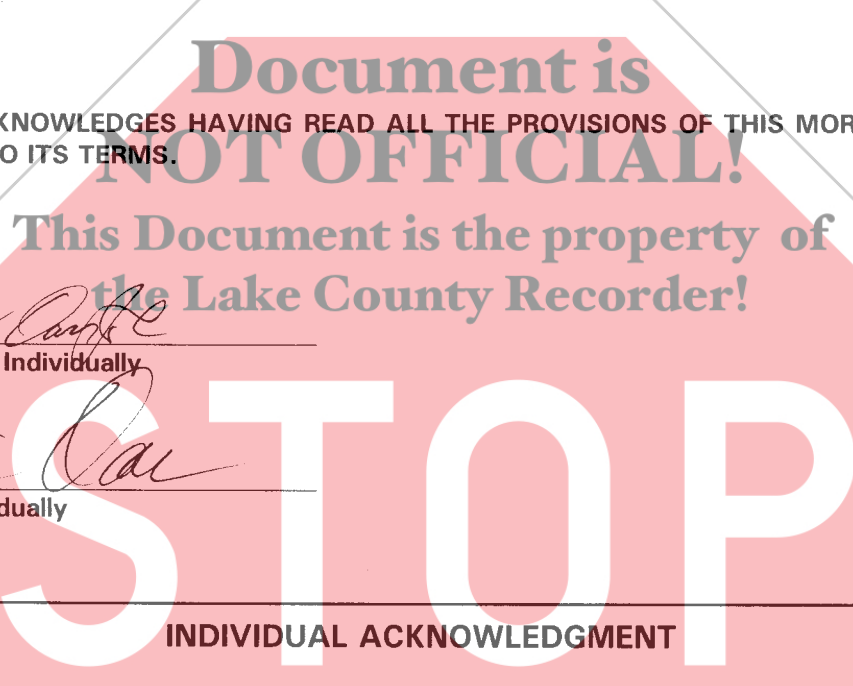 Document is
KNOWLEDGES HAVING READ ALL THE PROVISIONS OF THIS MOR
NOT OFFICIAL!
O ITS TERMS.
This Document is the property of
the Lake County Recorder!
Individually
STOP
dually
INDIVIDUAL ACKNOWLEDGMENT